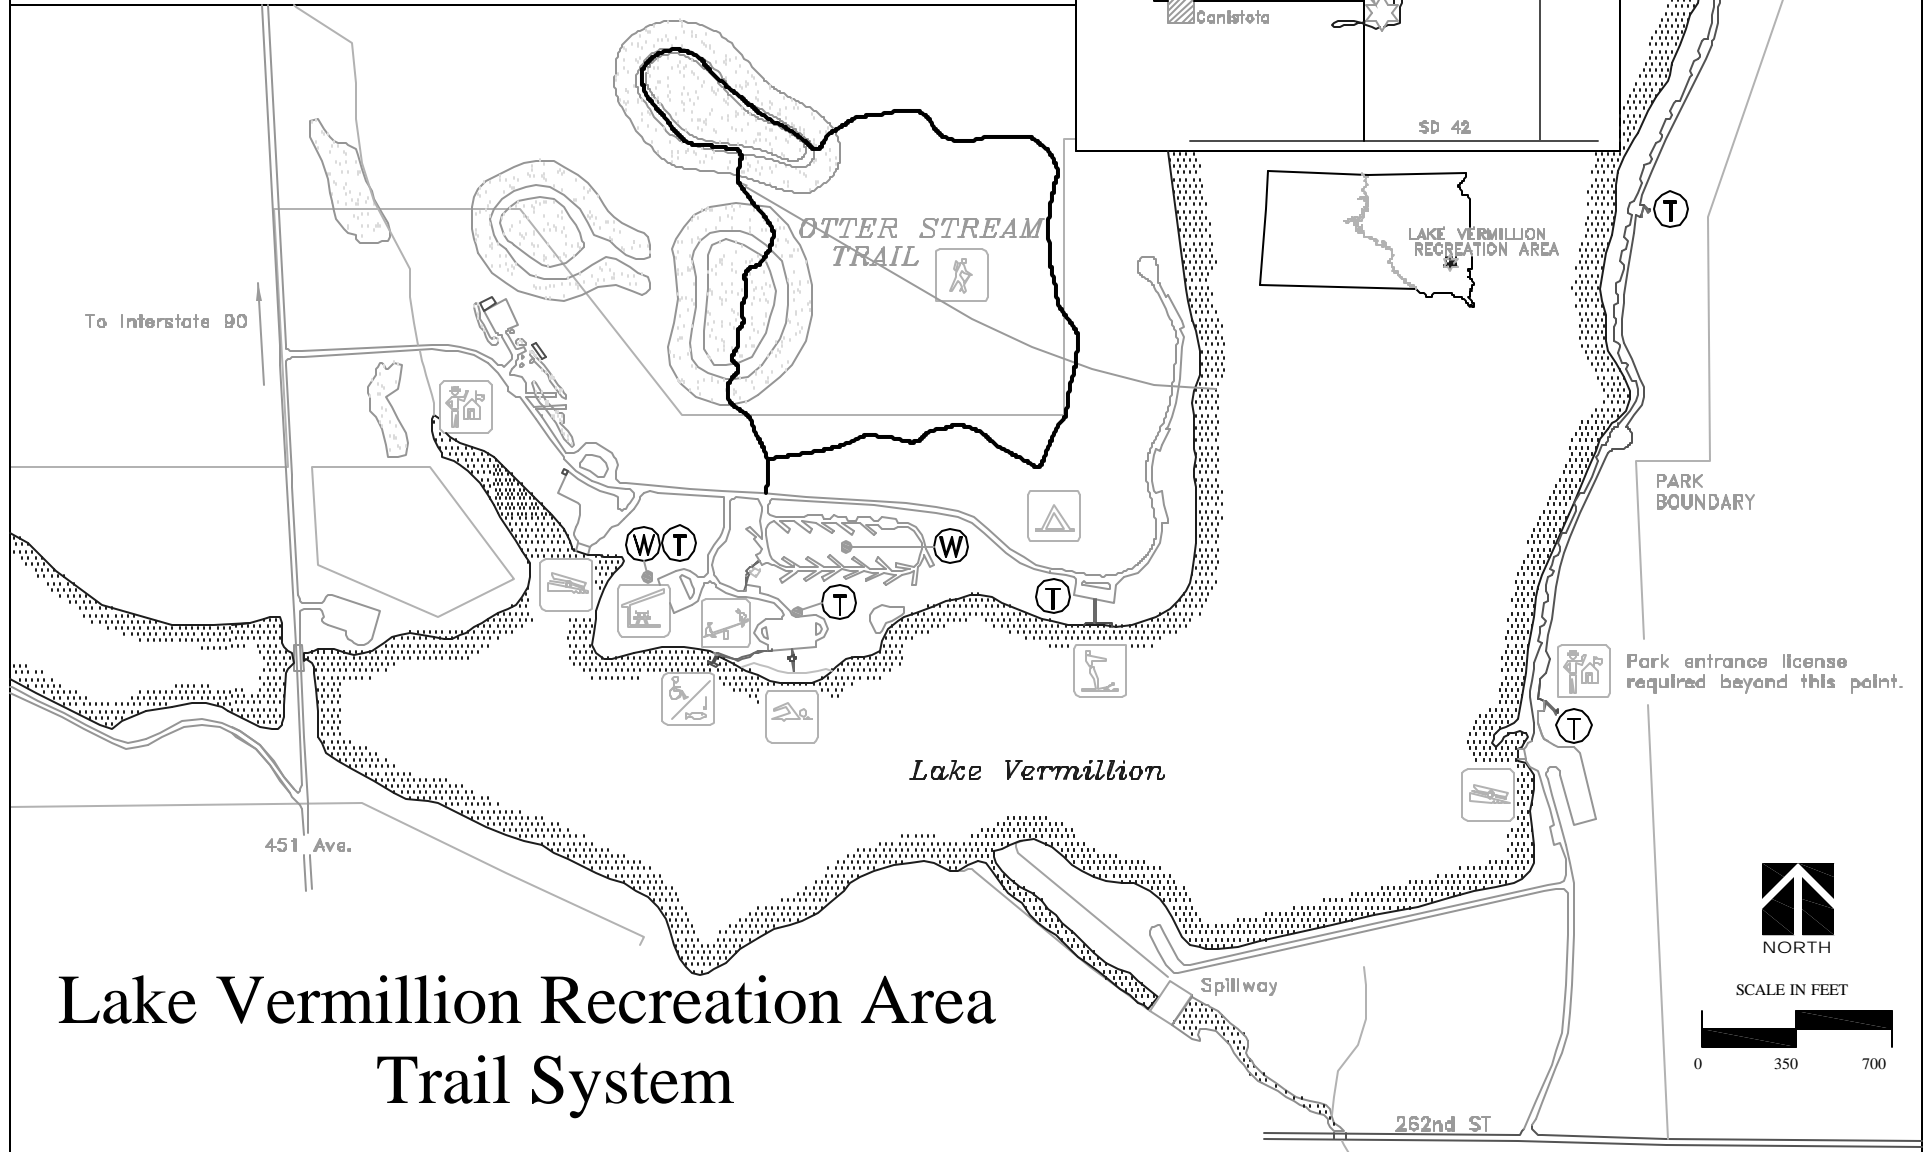 Canistota
SD 42
T
OTTER STREAM
TRAIL
LAKE VERMILLION
RECREATION AREA
To Interstate 90
PARK
BOUNDARY
W T
W
T
T
Park entrance license
required beyond this point.
T
Lake Vermillion
451 Ave.
NORTH
Lake Vermillion Recreation Area
Trail System
Spillway
SCALE IN FEET
0 350 700
262nd ST